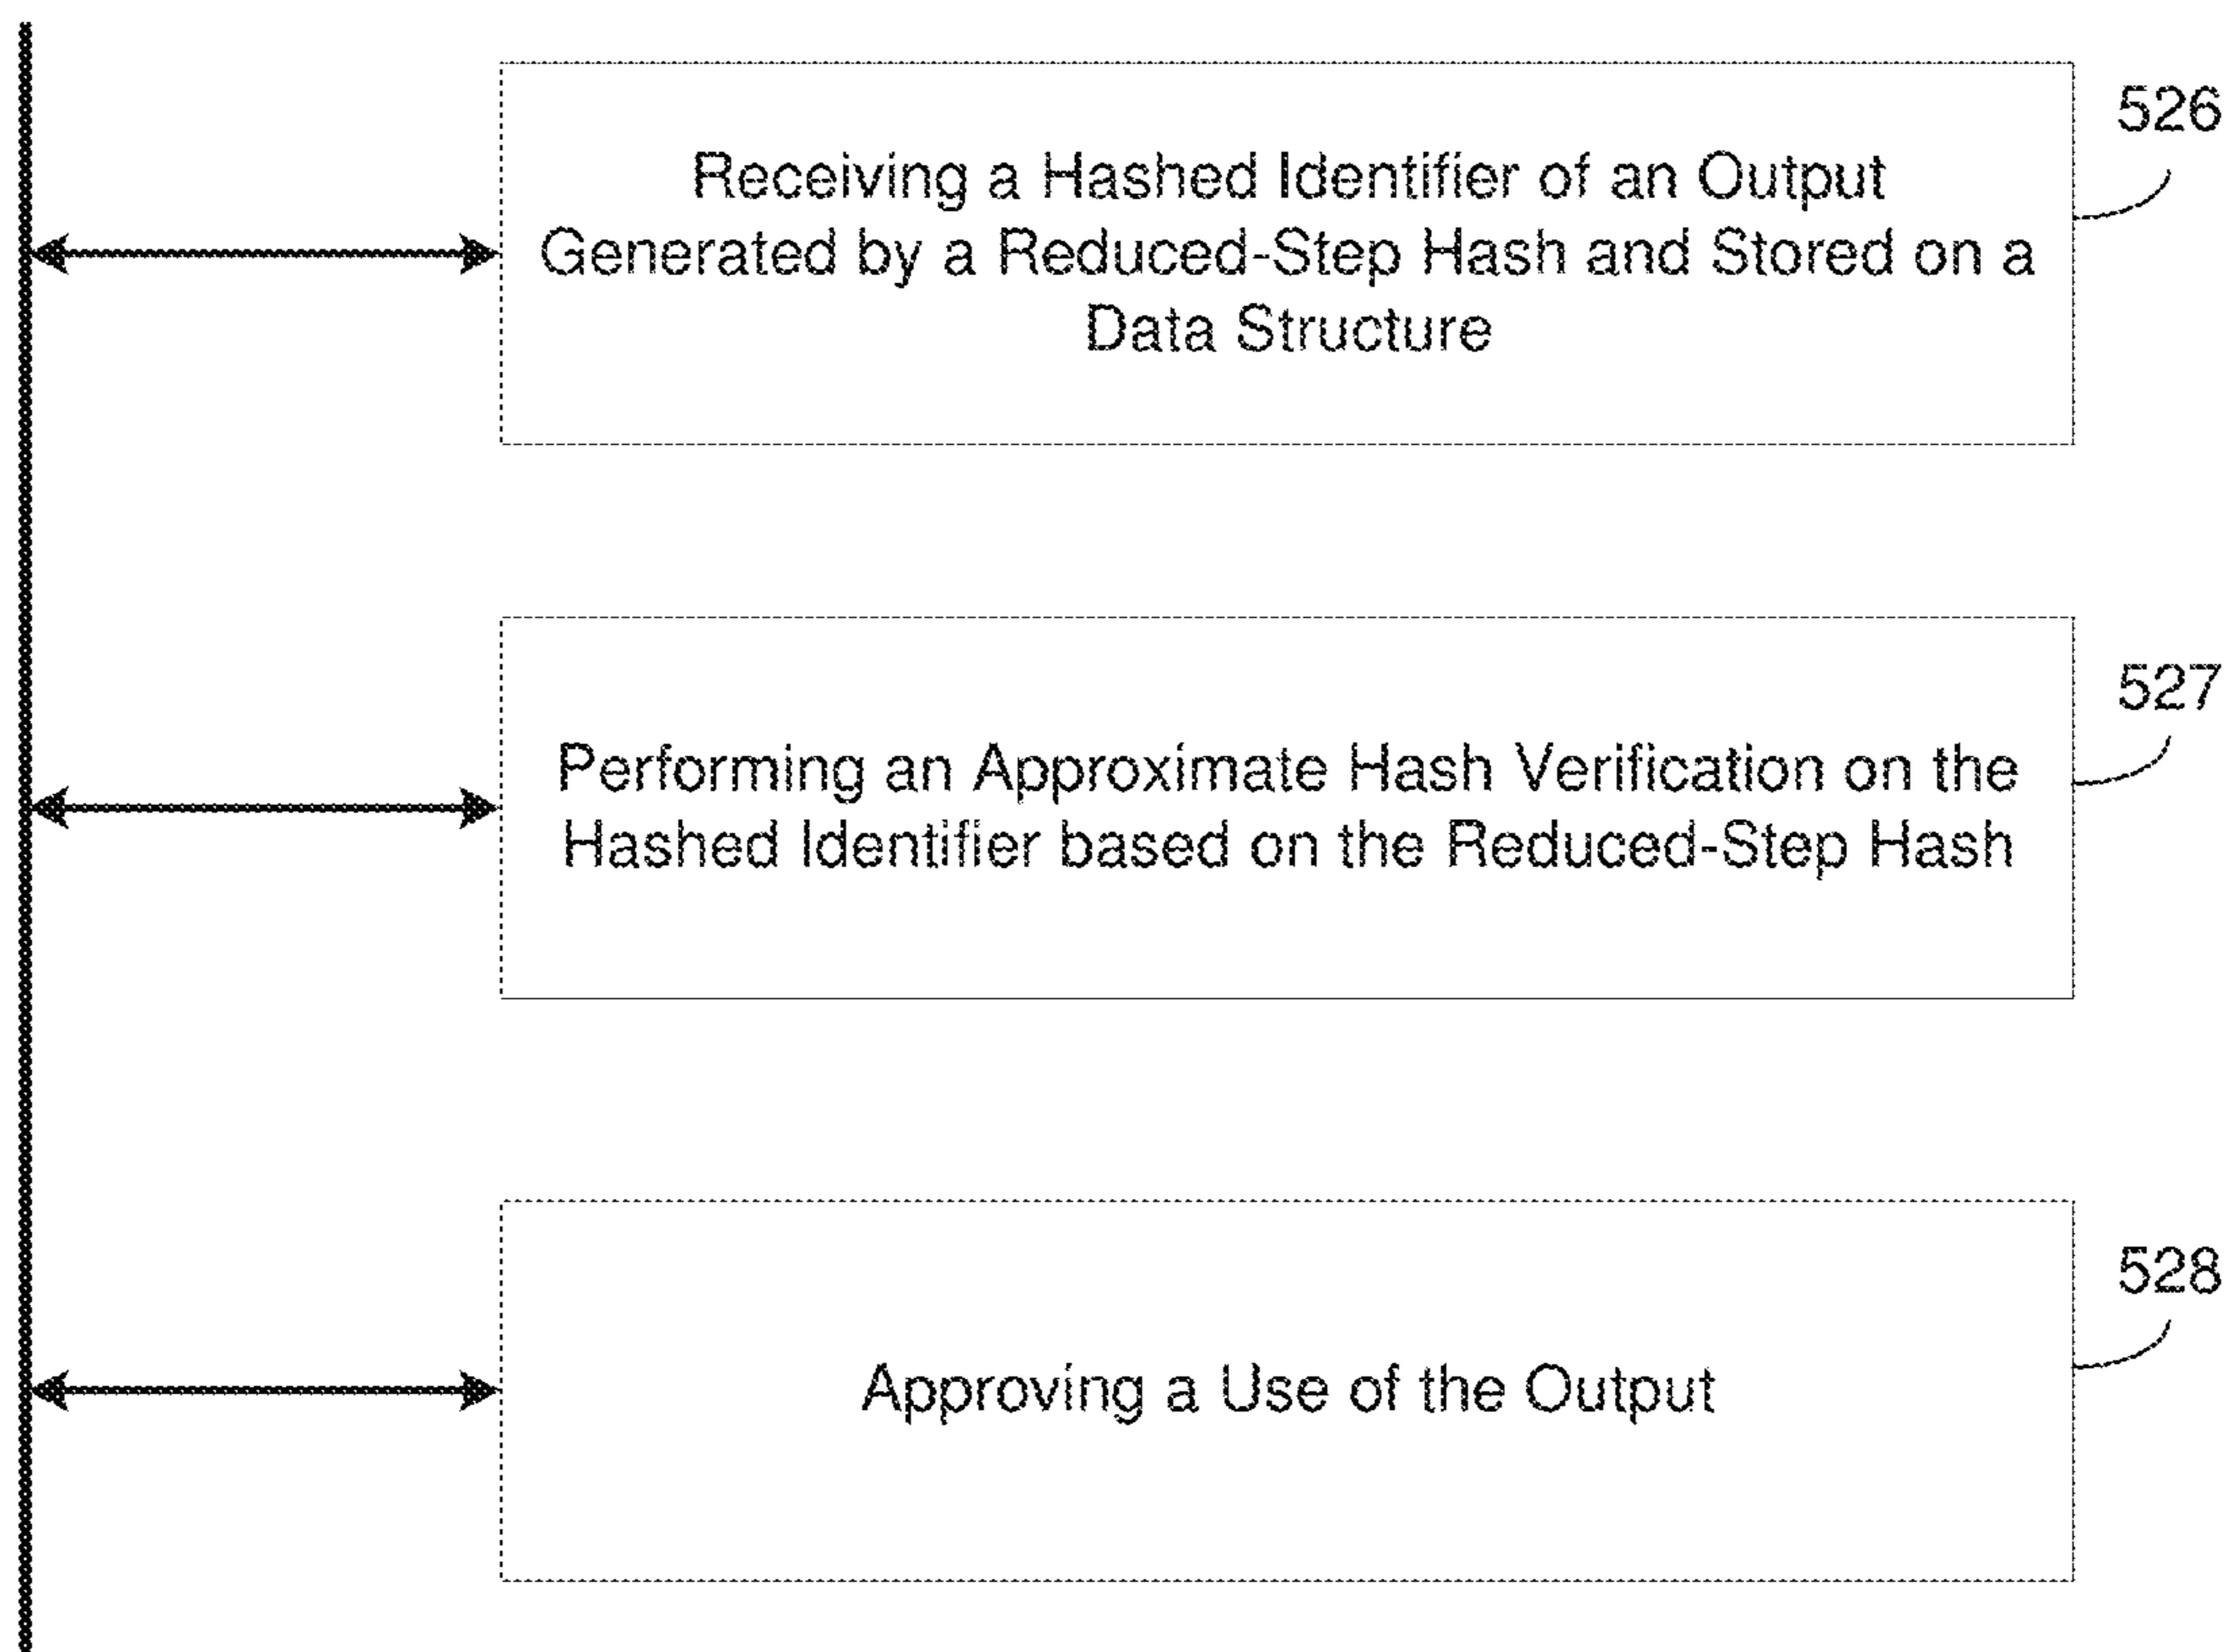 526
Receiving a Hashed Identifier of an Output
Generated by a Reduced-Step Hash and Stored on a
Data Structure
527
Performing an Approximate Hash Verification on the
Hashed Identifier based on the Reduced-Step Hash
528
Approving a Use of the Output